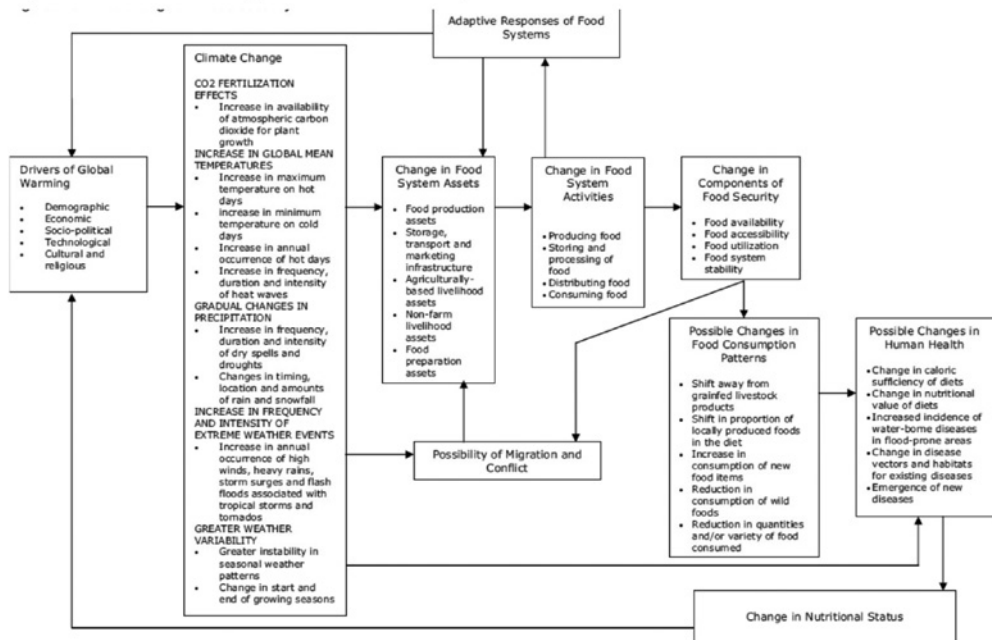 Adaptive Responses of Food
Systems
Climate Change
CO2 FERTILIZATION
EFFECTS
• Increase in availability
of atmospheric carbon
dioxide for plant
growth
INCREASE IN GLOBAL MEAN
TEMPERATURES
• Increase in maximum
temperature on hot
days
• increase in minimum
temperature on cold
days
• Increase in annual
occurrence of hot days
• Increase in frequency,
duration and intensity
of heat waves
GRADUAL CHANGES IN
PRECIPITATION
• Increase in frequency,
duration and intensity
of dry spells and
droughts
• Changes in timing,
location and amounts
of rain and snowfall
INCREASE IN FREQUENCY
AND INTENSITY OF
EXTREME WEATHER EVENTS
• Increase in annual
occurrence of high
winds, heavy rains,
storm surges and flash
floods associated with
tropical storms and
tornados
GREATER WEATHER
VARIABILITY
• Greater instability in
seasonal weather
patterns
• Change in start and
end of growing seasons
Drivers of Global
Warming
• Demographic
• Economic
• Socio-political
• Technological
• Cultural and
religious
Change in Food
System Assets
• Food production
assets
• Storage,
transport and
marketing
infrastructure
• Agriculturally-
based livelihood
assets
• Non-farm
livelihood
assets
• Food
preparation
assets
Change in Food
System
Activities
• Producing food
• Storing and
processing of
food
• Distributing food
• Consuming food
Change in
Components of
Food Security
• Food availability
• Food accessibility
• Food utilization
• Food system
stability
Possibility of Migration and
Conflict
Possible Changes in
Food Consumption
Patterns
• Shift away from
grainfed livestock
products
• Shift in proportion of
locally produced foods
in the diet
• Increase in
consumption of new
food items
• Reduction in
consumption of wild
foods
• Reduction in quantities
and/or variety of food
consumed
Possible Changes in
Human Health
• Change in caloric
sufficiency of diets
• Change in nutritional
value of diets
• Increased incidence of
water-borne diseases
in flood-prone areas
• Change in disease
vectors and habitats
for existing diseases
• Emergence of new
diseases
Change in Nutritional Status